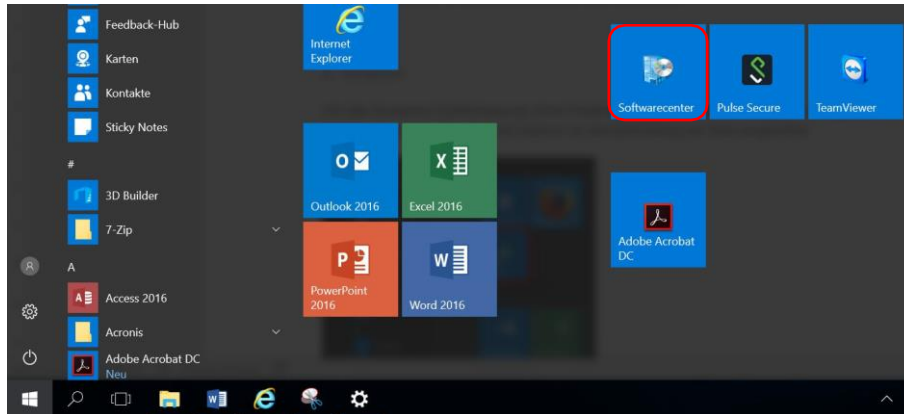 Feedback-Hub
Karten
Kontakte
Sticky Notes
#
3D Builder
7-Zip
A
Access 2016
Acronis
Adobe Acrobat DC
Neu
Internet
Explorer
Outlook 2016
Excel 2016
PowerPoint
2016
Word 2016
Softwarecenter
Pulse Secure
TeamViewer
Adobe Acrobat
DC